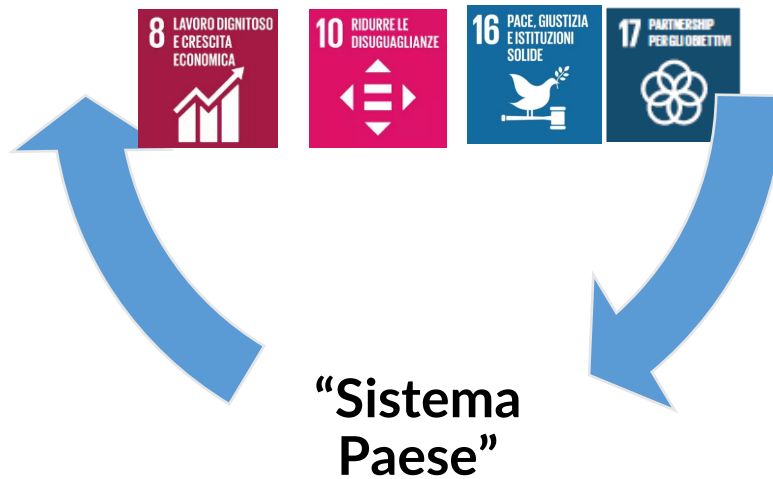 8 LAVORO DIGNITOSO
E CRESCITA
ECONOMICA
10 RIDURRE LE
DISUGUAGLIANZE
16 PACE, GIUSTIZIA
E ISTITUZIONI
SOLIDE
17 PARTNERSHIP
PER GLI OBIETTIVI
“Sistema
Paese”